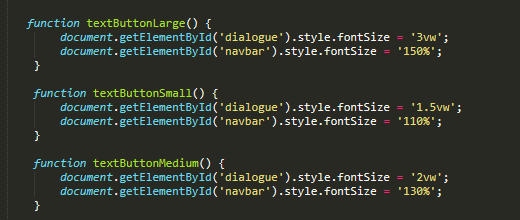 function textButtonLarge() {
document.getElementById('dialogue').style.fontSize = '3vw';
document.getElementById('navbar').style.fontSize = '150%';
}
function textButtonSmall() {
document.getElementById('dialogue').style.fontSize = '1.5vw';
document.getElementById('navbar').style.fontSize = '110%';
}
function textButtonMedium() {
document.getElementById('dialogue').style.fontSize = '2vw';
document.getElementById('navbar').style.fontSize = '130%';
}